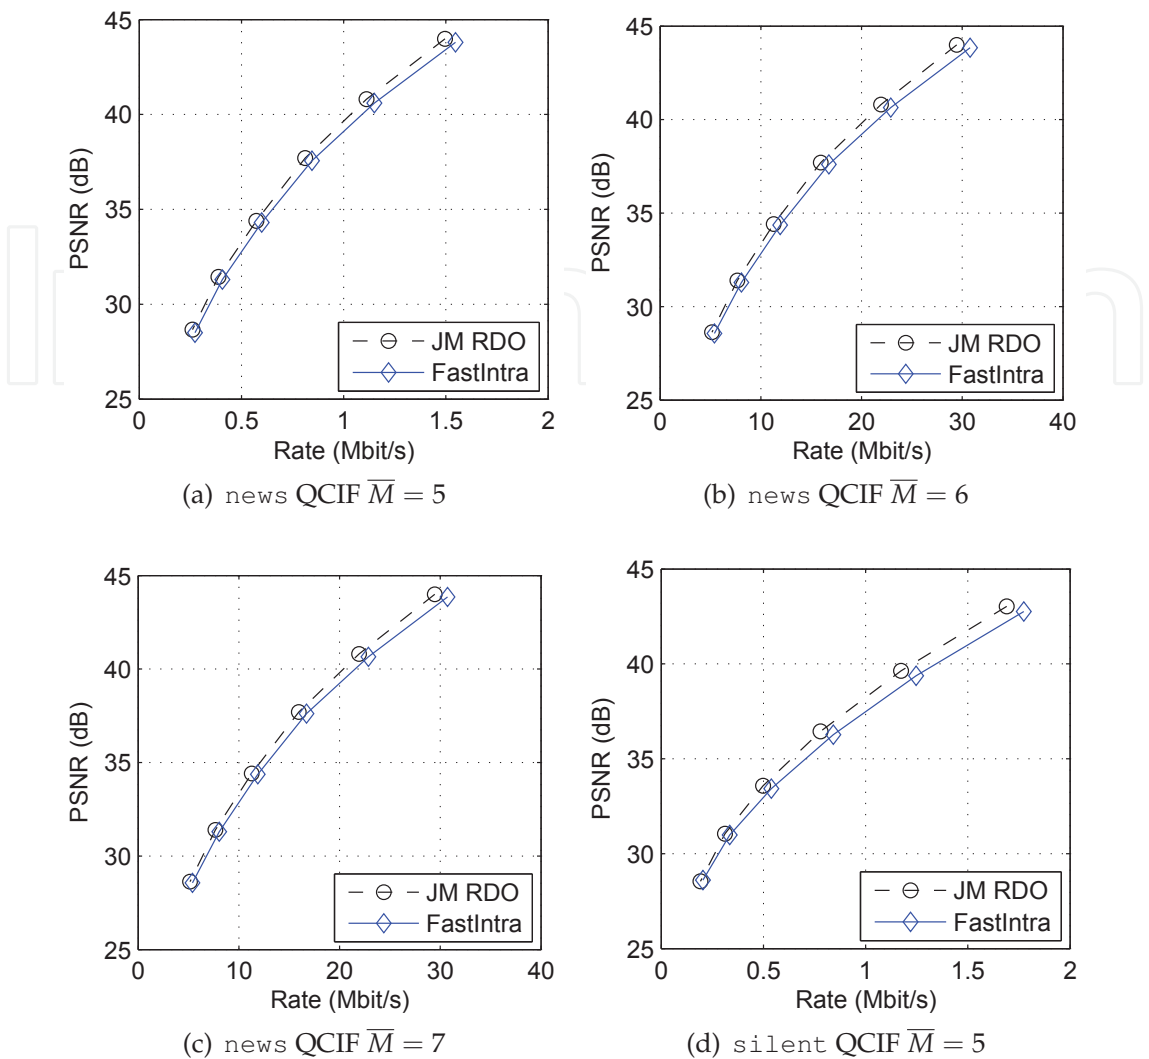 45
40
35
30
25
PSNR (dB)
JM RDO
FastIntra
0 0.5 1 1.5 2
Rate (Mbit/s)
(a) news QCIF M̅ = 5
45
40
35
30
25
PSNR (dB)
JM RDO
FastIntra
0 10 20 30 40
Rate (Mbit/s)
(b) news QCIF M̅ = 6
45
40
35
30
25
PSNR (dB)
JM RDO
FastIntra
0 10 20 30 40
Rate (Mbit/s)
(c) news QCIF M̅ = 7
45
40
35
30
25
PSNR (dB)
JM RDO
FastIntra
0 0.5 1 1.5 2
Rate (Mbit/s)
(d) silent QCIF M̅ = 5